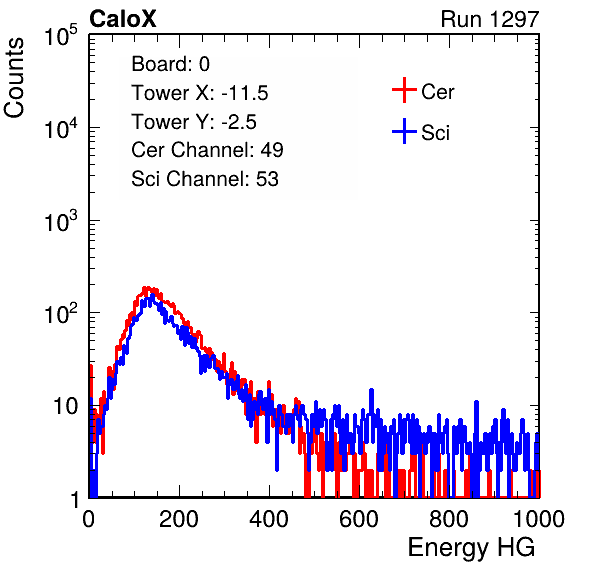 CaloX Run 1297
Counts
Board: 0
Tower X: -11.5
Tower Y: -2.5
Cer Channel: 49
Sci Channel: 53
Cer
Sci
10^5
10^4
10^3
10^2
10
1
0 200 400 600 800 1000
Energy HG